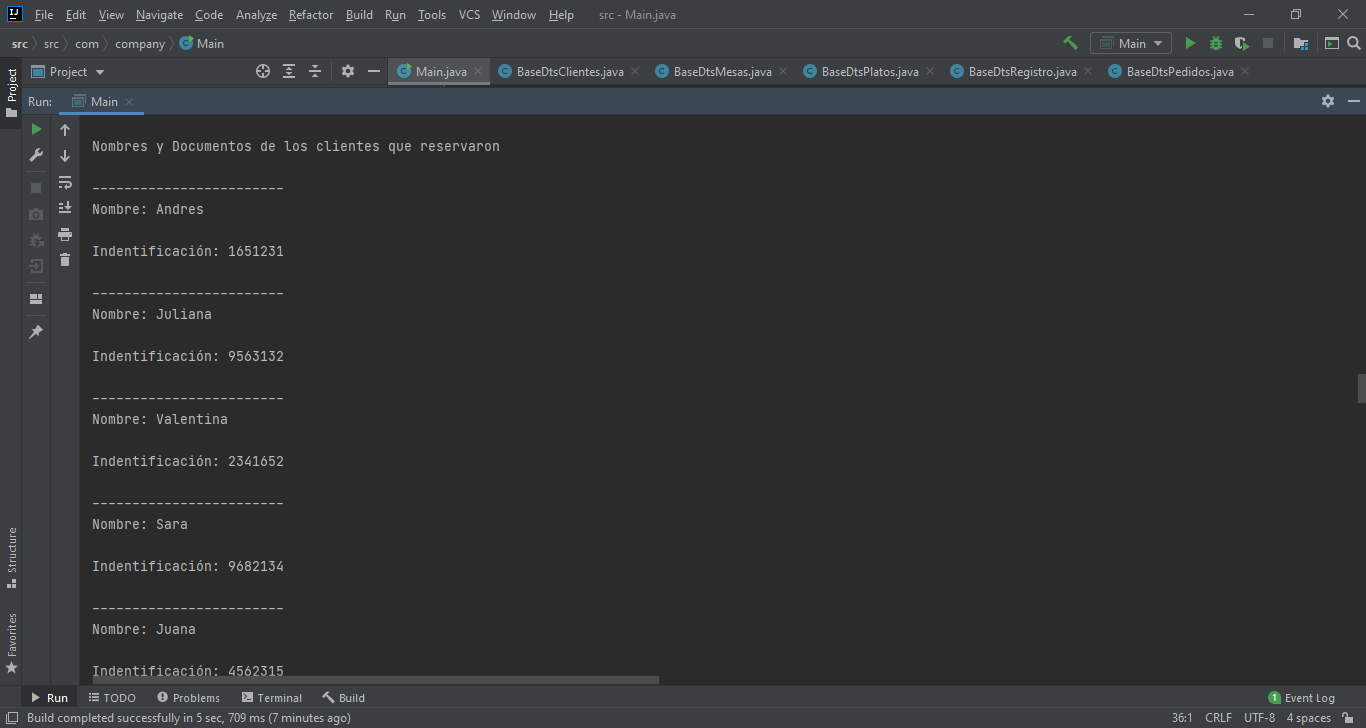 File Edit View Navigate Code Analyze Refactor Build Run Tools VCS Window Help src - Main.java
src src com company Main Main
Project Project Main.java BaseDtsClientes.java BaseDtsMesas.java BaseDtsPlatos.java BaseDtsRegistro.java BaseDtsPedidos.java
Run: Main
Nombres y Documentos de los clientes que reservaron
------------------------
Nombre: Andres
Indentificación: 1651231
------------------------
Nombre: Juliana
Indentificación: 9563132
------------------------
Nombre: Valentina
Indentificación: 2341652
------------------------
Nombre: Sara
Indentificación: 9682134
------------------------
Nombre: Juana
Indentificación: 4562315
Structure
Favorites
Run TODO Problems Terminal Build 1 Event Log
Build completed successfully in 5 sec, 709 ms (7 minutes ago) 36:1 CRLF UTF-8 4 spaces